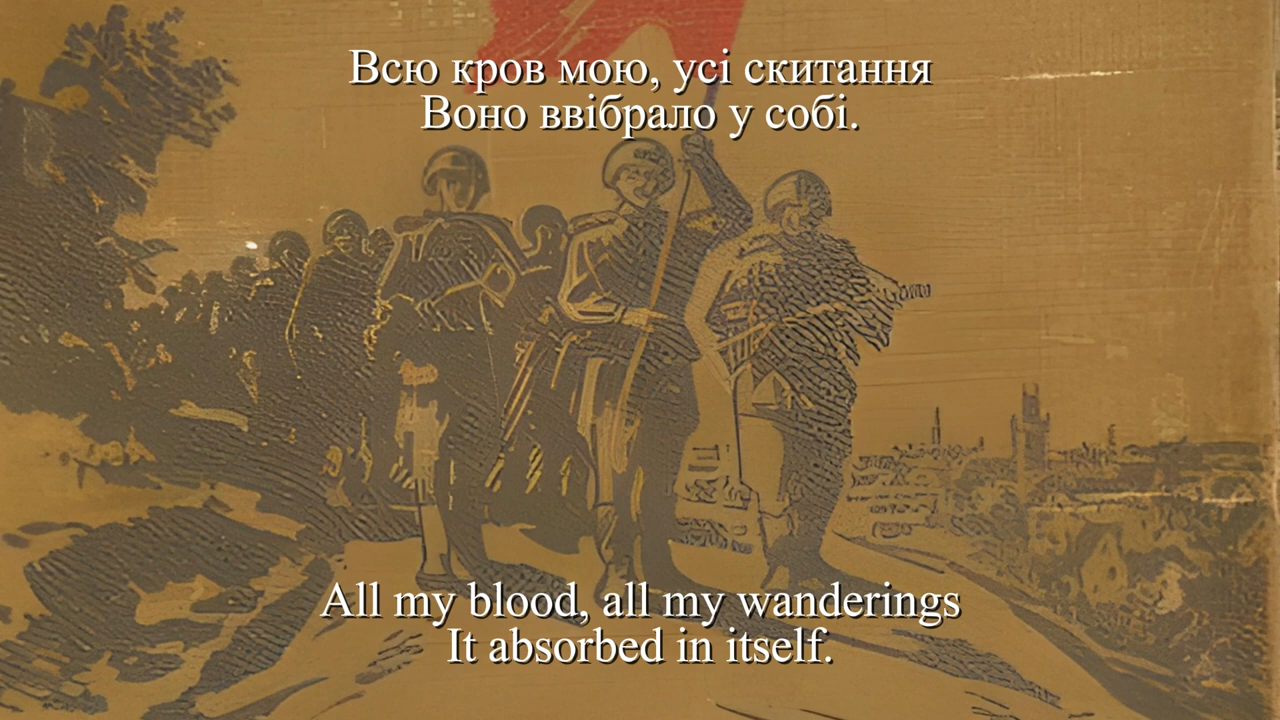 Всю кров мою, усі скитання
Воно ввібрало у собі.
All my blood, all my wanderings
It absorbed in itself.